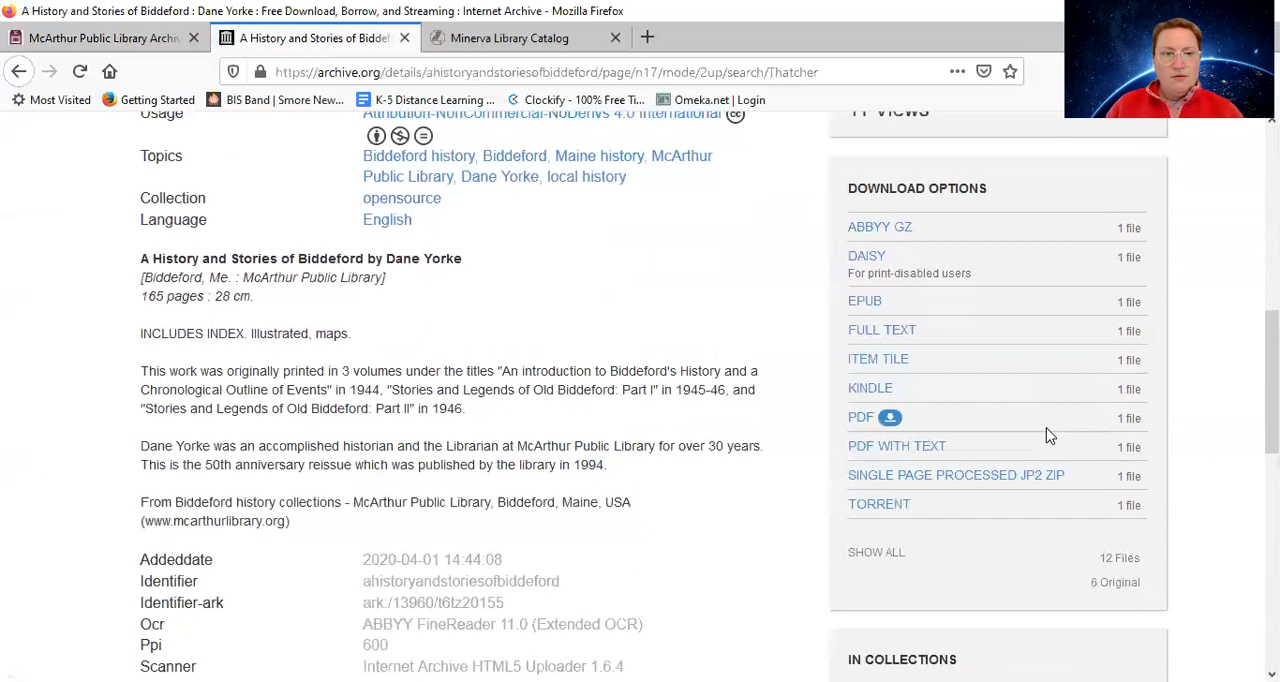 A History and Stories of Biddeford : Dane Yorke : Free Download, Borrow, and Streaming : Internet Archive - Mozilla Firefox
McArthur Public Library Archiv
A History and Stories of Biddef
Minerva Library Catalog
https://archive.org/details/ahistoryandstoriesofbiddeford/page/n17/mode/2up/search/Thatcher
Most Visited
Getting Started
BIS Band | Smore New...
K-5 Distance Learning ...
Clockify - 100% Free Ti...
Omeka.net | Login
Usage Attribution-NonCommercial-NoDerivs 4.0 International
Topics Biddeford history, Biddeford, Maine history, McArthur
Public Library, Dane Yorke, local history
Collection opensource
Language English
A History and Stories of Biddeford by Dane Yorke
[Biddeford, Me. : McArthur Public Library]
165 pages : 28 cm.
INCLUDES INDEX. Illustrated, maps.
This work was originally printed in 3 volumes under the titles "An introduction to Biddeford's History and a
Chronological Outline of Events" in 1944, "Stories and Legends of Old Biddeford: Part I" in 1945-46, and
"Stories and Legends of Old Biddeford: Part II" in 1946.
Dane Yorke was an accomplished historian and the Librarian at McArthur Public Library for over 30 years.
This is the 50th anniversary reissue which was published by the library in 1994.
From Biddeford history collections - McArthur Public Library, Biddeford, Maine, USA
(www.mcarthurlibrary.org)
Addeddate 2020-04-01 14:44:08
Identifier ahistoryandstoriesofbiddeford
Identifier-ark ark:/13960/t6tz20155
Ocr ABBYY FineReader 11.0 (Extended OCR)
Ppi 600
Scanner Internet Archive HTML5 Uploader 1.6.4
VIEWS
DOWNLOAD OPTIONS
ABBYY GZ 1 file
DAISY 1 file
For print-disabled users
EPUB 1 file
FULL TEXT 1 file
ITEM TILE 1 file
KINDLE 1 file
PDF 1 file
PDF WITH TEXT 1 file
SINGLE PAGE PROCESSED JP2 ZIP 1 file
TORRENT 1 file
SHOW ALL 12 Files
6 Original
IN COLLECTIONS